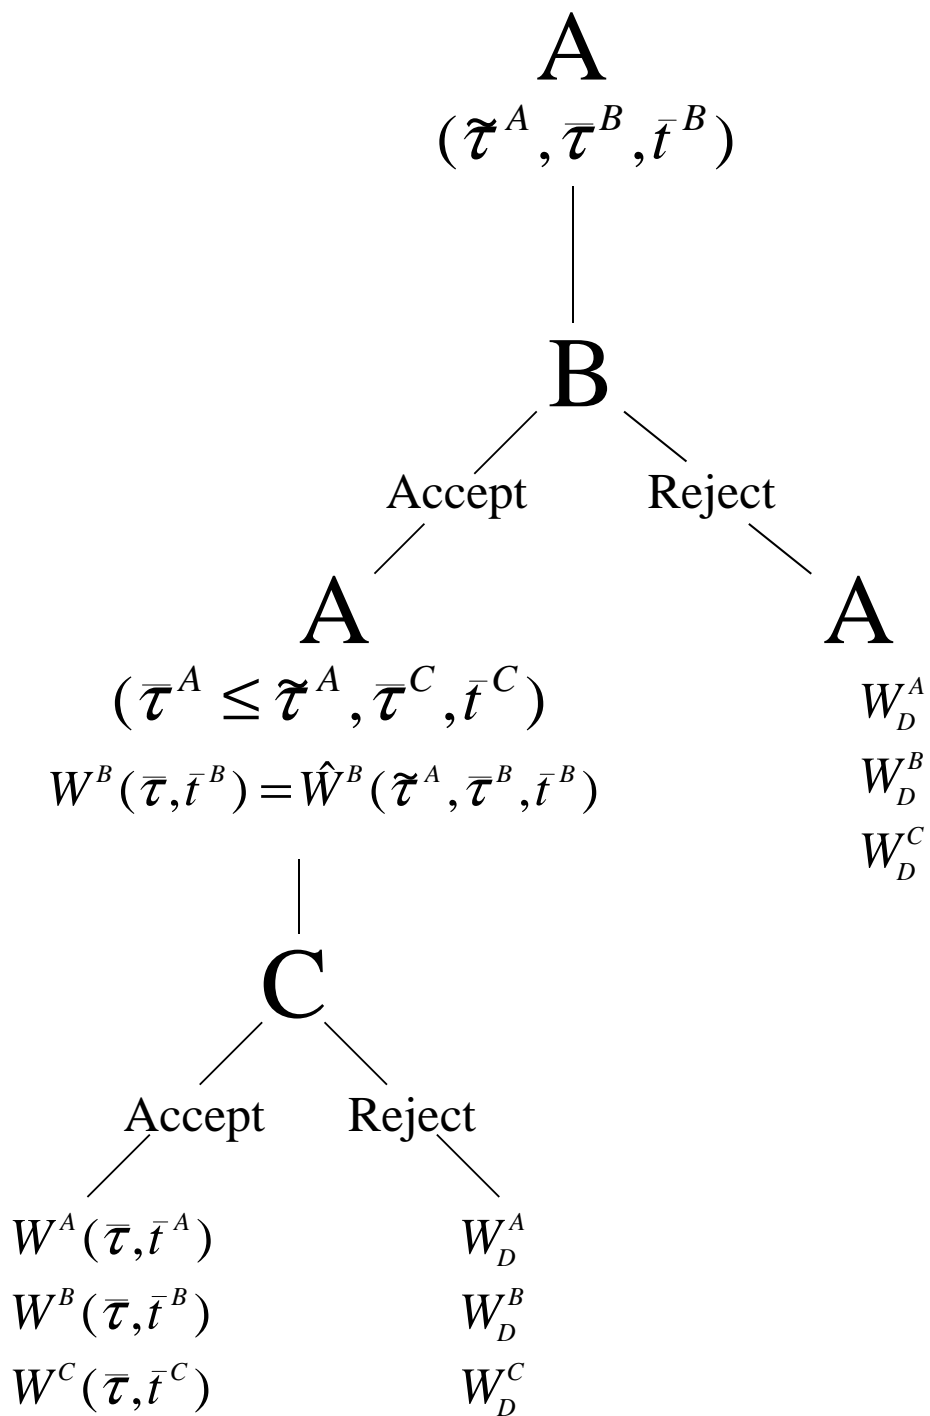 A
(τ̃^A, τ̄^B, t̄^B)
B
Accept Reject
A A
(τ̄^A ≤ τ̃^A, τ̄^C, t̄^C) W_D^A
W^B(τ̄, t̄^B) = Ŵ^B(τ̃^A, τ̄^B, t̄^B) W_D^B
W_D^C
C
Accept Reject
W^A(τ̄, t̄^A) W_D^A
W^B(τ̄, t̄^B) W_D^B
W^C(τ̄, t̄^C) W_D^C